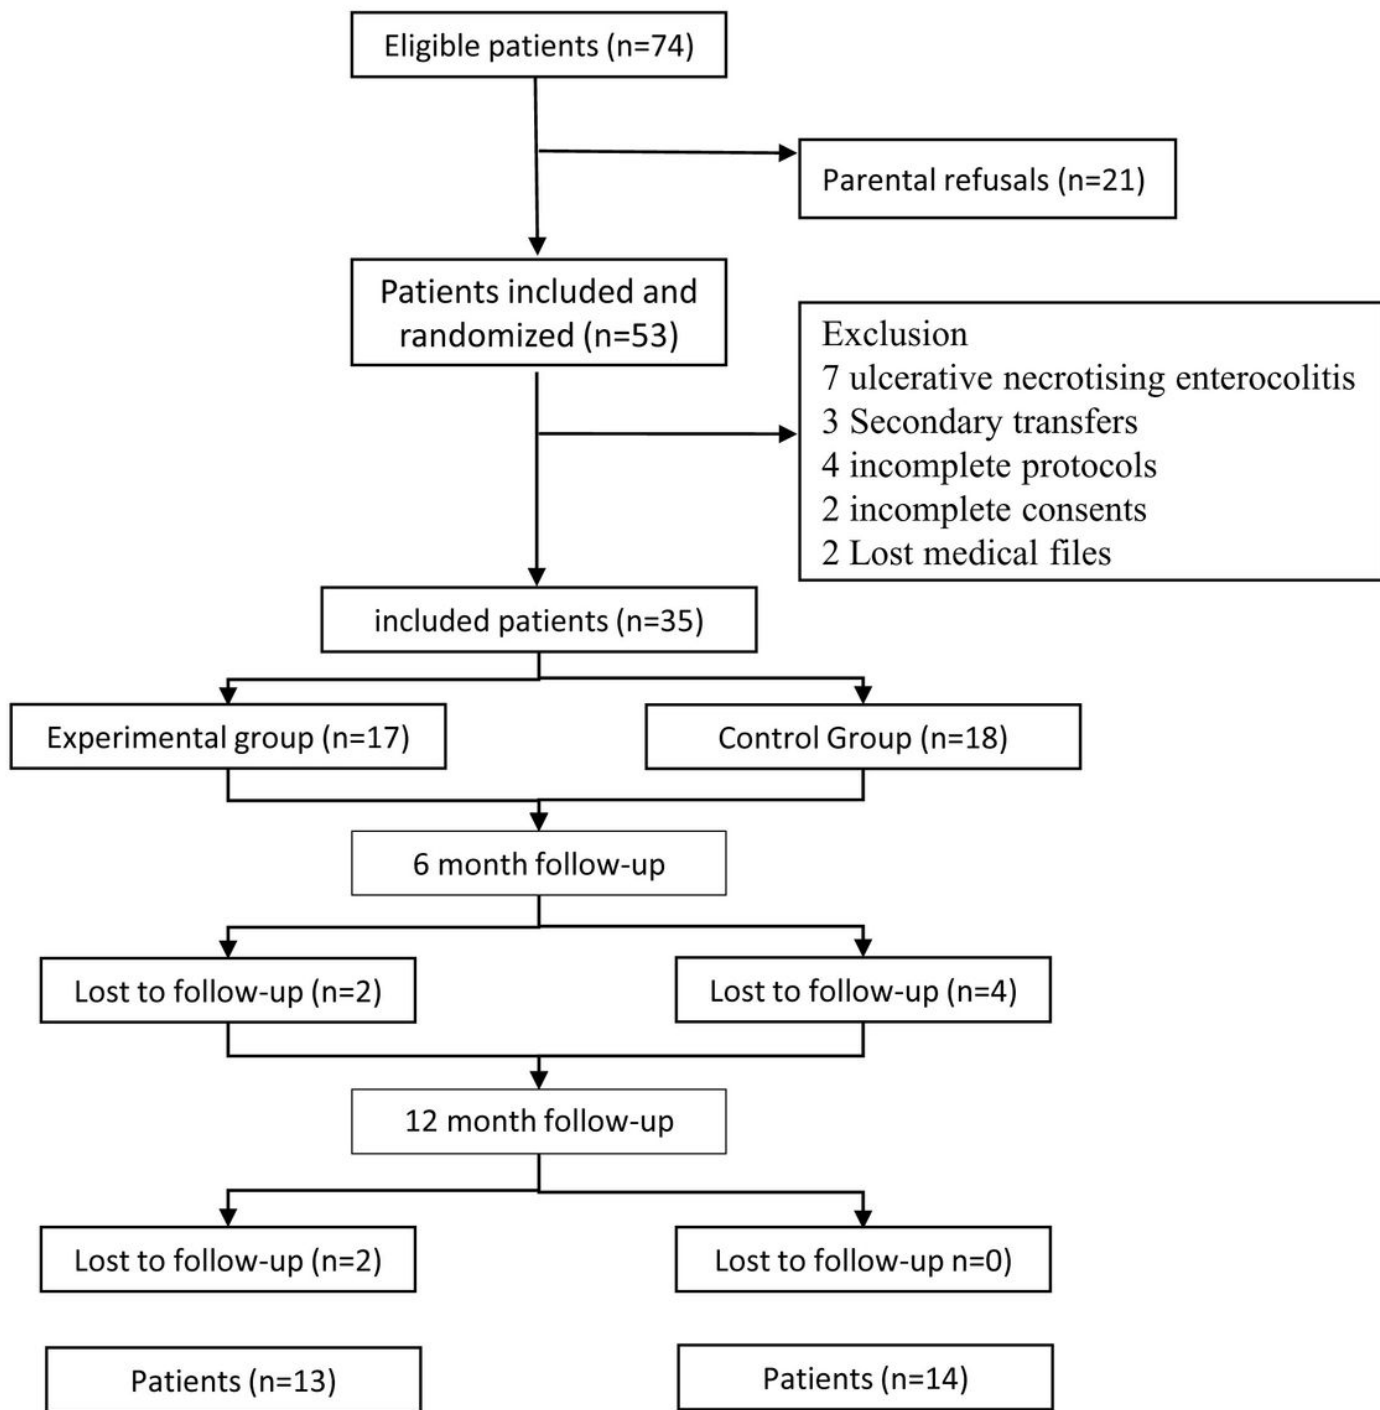 Eligible patients (n=74)
Parental refusals (n=21)
Patients included and
randomized (n=53)
Exclusion
7 ulcerative necrotising enterocolitis
3 Secondary transfers
4 incomplete protocols
2 incomplete consents
2 Lost medical files
included patients (n=35)
Experimental group (n=17)
Control Group (n=18)
6 month follow-up
Lost to follow-up (n=2)
Lost to follow-up (n=4)
12 month follow-up
Lost to follow-up (n=2)
Lost to follow-up n=0)
Patients (n=13)
Patients (n=14)